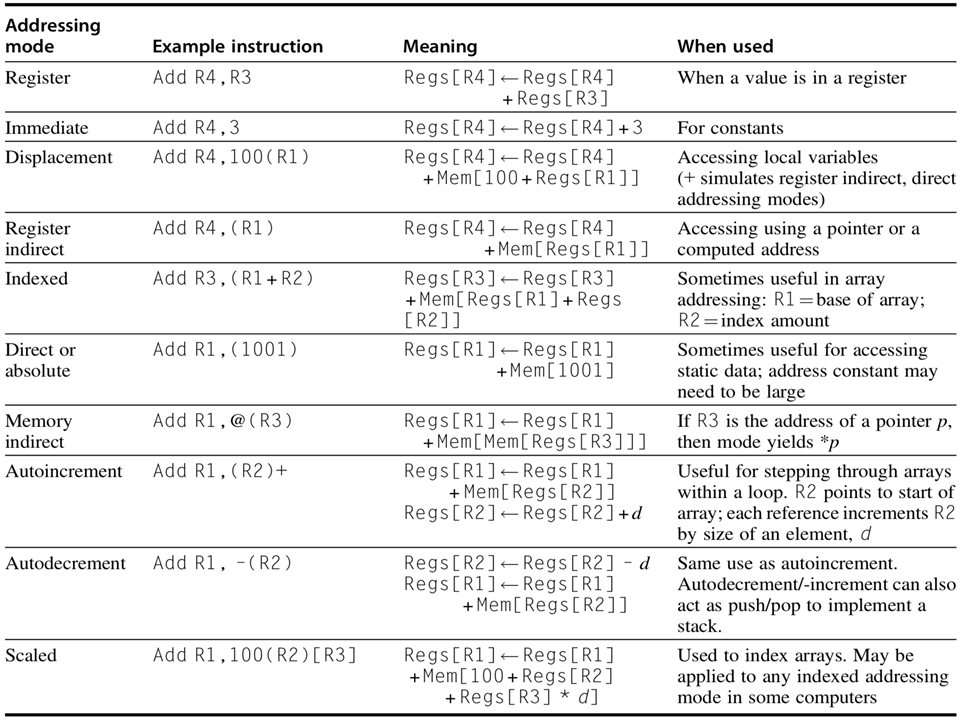 Addressing
mode Example instruction Meaning When used
Register Add R4,R3 Regs[R4]←Regs[R4] When a value is in a register
+Regs[R3]
Immediate Add R4,3 Regs[R4]←Regs[R4]+3 For constants
Displacement Add R4,100(R1) Regs[R4]←Regs[R4] Accessing local variables
+Mem[100+Regs[R1]] (+ simulates register indirect, direct
addressing modes)
Register Add R4,(R1) Regs[R4]←Regs[R4] Accessing using a pointer or a
indirect +Mem[Regs[R1]] computed address
Indexed Add R3,(R1+R2) Regs[R3]←Regs[R3] Sometimes useful in array
+Mem[Regs[R1]+Regs addressing: R1=base of array;
[R2]] R2=index amount
Direct or Add R1,(1001) Regs[R1]←Regs[R1] Sometimes useful for accessing
absolute +Mem[1001] static data; address constant may
need to be large
Memory Add R1,@(R3) Regs[R1]←Regs[R1] If R3 is the address of a pointer p,
indirect +Mem[Mem[Regs[R3]]] then mode yields *p
Autoincrement Add R1,(R2)+ Regs[R1]←Regs[R1] Useful for stepping through arrays
+Mem[Regs[R2]] within a loop. R2 points to start of
Regs[R2]←Regs[R2]+d array; each reference increments R2
by size of an element, d
Autodecrement Add R1, -(R2) Regs[R2]←Regs[R2] - d Same use as autoincrement.
Regs[R1]←Regs[R1] Autodecrement/-increment can also
+Mem[Regs[R2]] act as push/pop to implement a
stack.
Scaled Add R1,100(R2)[R3] Regs[R1]←Regs[R1] Used to index arrays. May be
+Mem[100+Regs[R2] applied to any indexed addressing
+Regs[R3] * d] mode in some computers